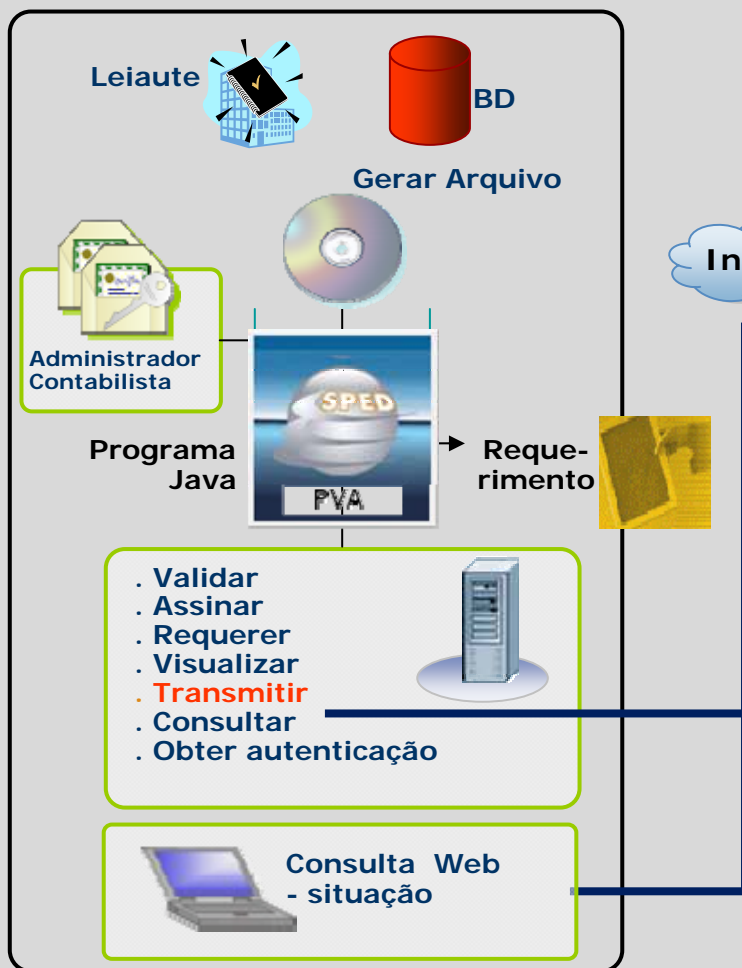 Leiaute
BD
Gerar Arquivo
In
Administrador
Contabilista
SPED
Programa
Java
PVA
Reque-
rimento
. Validar
. Assinar
. Requerer
. Visualizar
. Transmitir
. Consultar
. Obter autenticação
Consulta Web
- situação